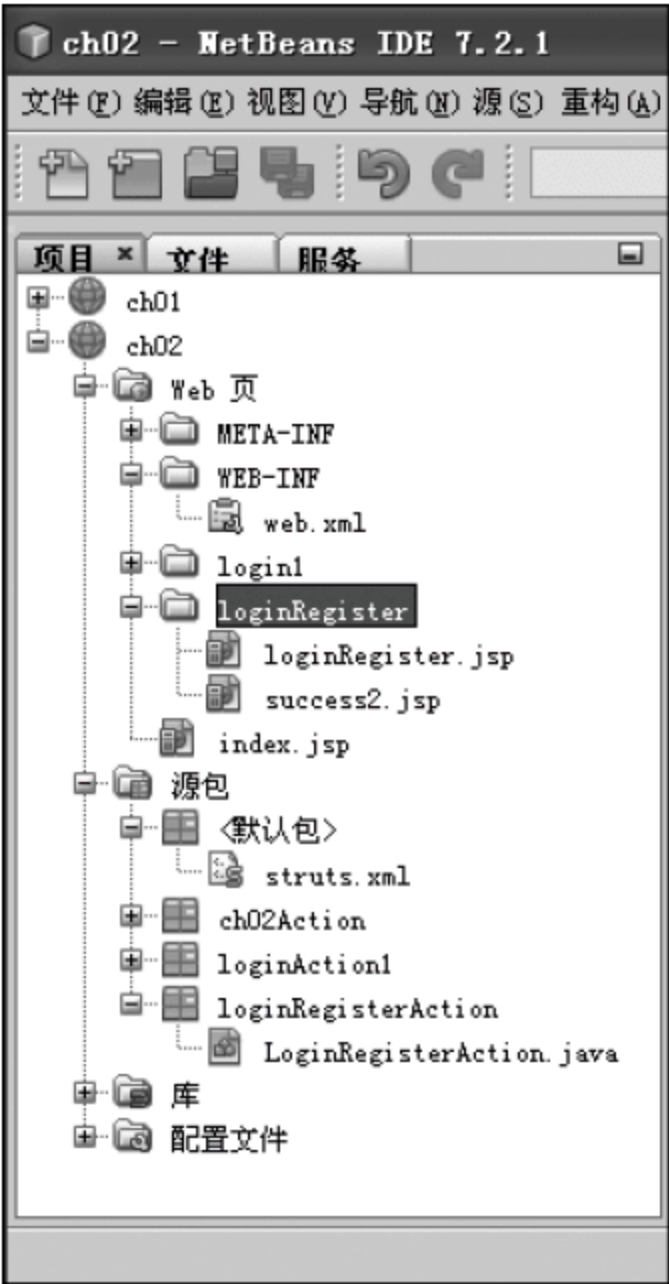 ch02 - NetBeans IDE 7.2.1
文件(F) 编辑(E) 视图(V) 导航(N) 源(S) 重构(A)
项目 × 文件 服务
ch01
ch02
Web 页
META-INF
WEB-INF
web.xml
login1
loginRegister
loginRegister.jsp
success2.jsp
index.jsp
源包
<默认包>
struts.xml
ch02Action
loginAction1
loginRegisterAction
LoginRegisterAction.java
库
配置文件